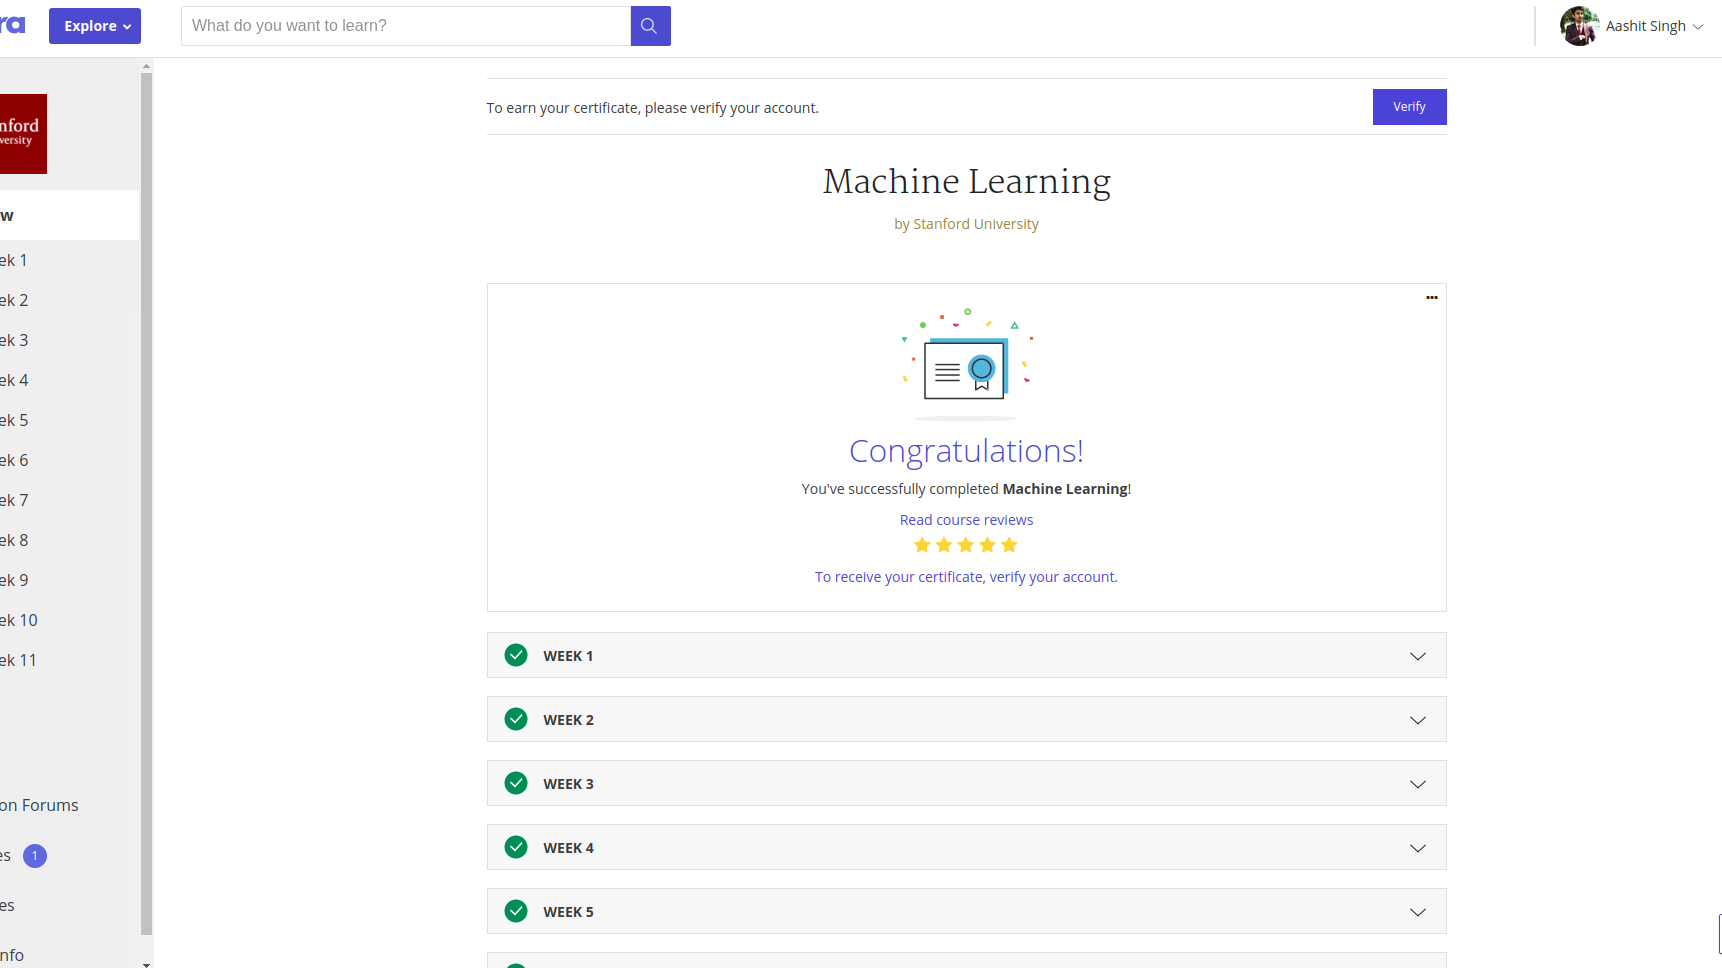 ra
Explore
What do you want to learn?
Aashit Singh
nford
versity
w
ek 1
ek 2
ek 3
ek 4
ek 5
ek 6
ek 7
ek 8
ek 9
ek 10
ek 11
on Forums
es 1
es
nfo
To earn your certificate, please verify your account.
Verify
Machine Learning
by Stanford University
Congratulations!
You've successfully completed Machine Learning!
Read course reviews
To receive your certificate, verify your account.
WEEK 1
WEEK 2
WEEK 3
WEEK 4
WEEK 5